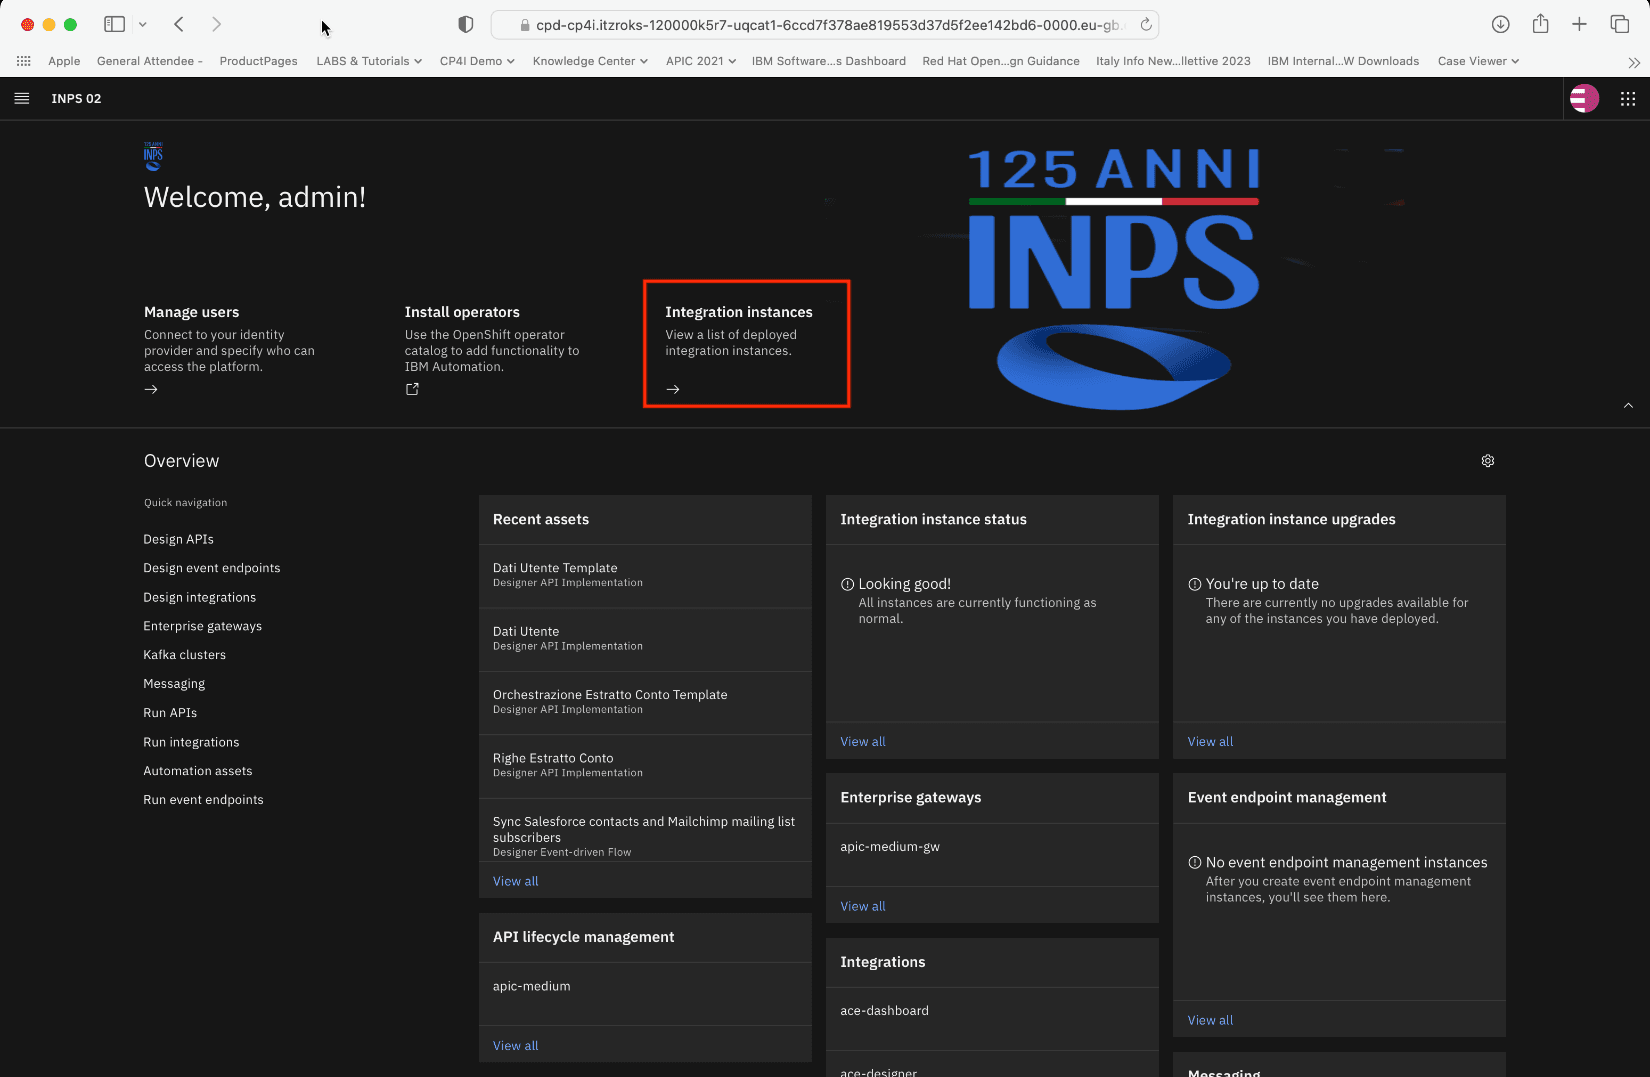 cpd-cp4i.itzroks-120000k5r7-uqcat1-6ccd7f378ae819553d37d5f2ee142bd6-0000.eu-gb.
Apple
General Attendee -
ProductPages
LABS & Tutorials
CP4I Demo
Knowledge Center
APIC 2021
IBM Software...s Dashboard
Red Hat Open...gn Guidance
Italy Info New...llettive 2023
IBM Internal...W Downloads
Case Viewer
INPS 02
125 ANNI
INPS
Welcome, admin!
125 ANNI
INPS
Manage users
Connect to your identity
provider and specify who can
access the platform.
Install operators
Use the OpenShift operator
catalog to add functionality to
IBM Automation.
Integration instances
View a list of deployed
integration instances.
Overview
Quick navigation
Design APIs
Design event endpoints
Design integrations
Enterprise gateways
Kafka clusters
Messaging
Run APIs
Run integrations
Automation assets
Run event endpoints
Recent assets
Dati Utente Template
Designer API Implementation
Dati Utente
Designer API Implementation
Orchestrazione Estratto Conto Template
Designer API Implementation
Righe Estratto Conto
Designer API Implementation
Sync Salesforce contacts and Mailchimp mailing list
subscribers
Designer Event-driven Flow
View all
API lifecycle management
apic-medium
View all
Integration instance status
Looking good!
All instances are currently functioning as
normal.
View all
Enterprise gateways
apic-medium-gw
View all
Integrations
ace-dashboard
ace-designer
Integration instance upgrades
You're up to date
There are currently no upgrades available for
any of the instances you have deployed.
View all
Event endpoint management
No event endpoint management instances
After you create event endpoint management
instances, you'll see them here.
View all
Messaging